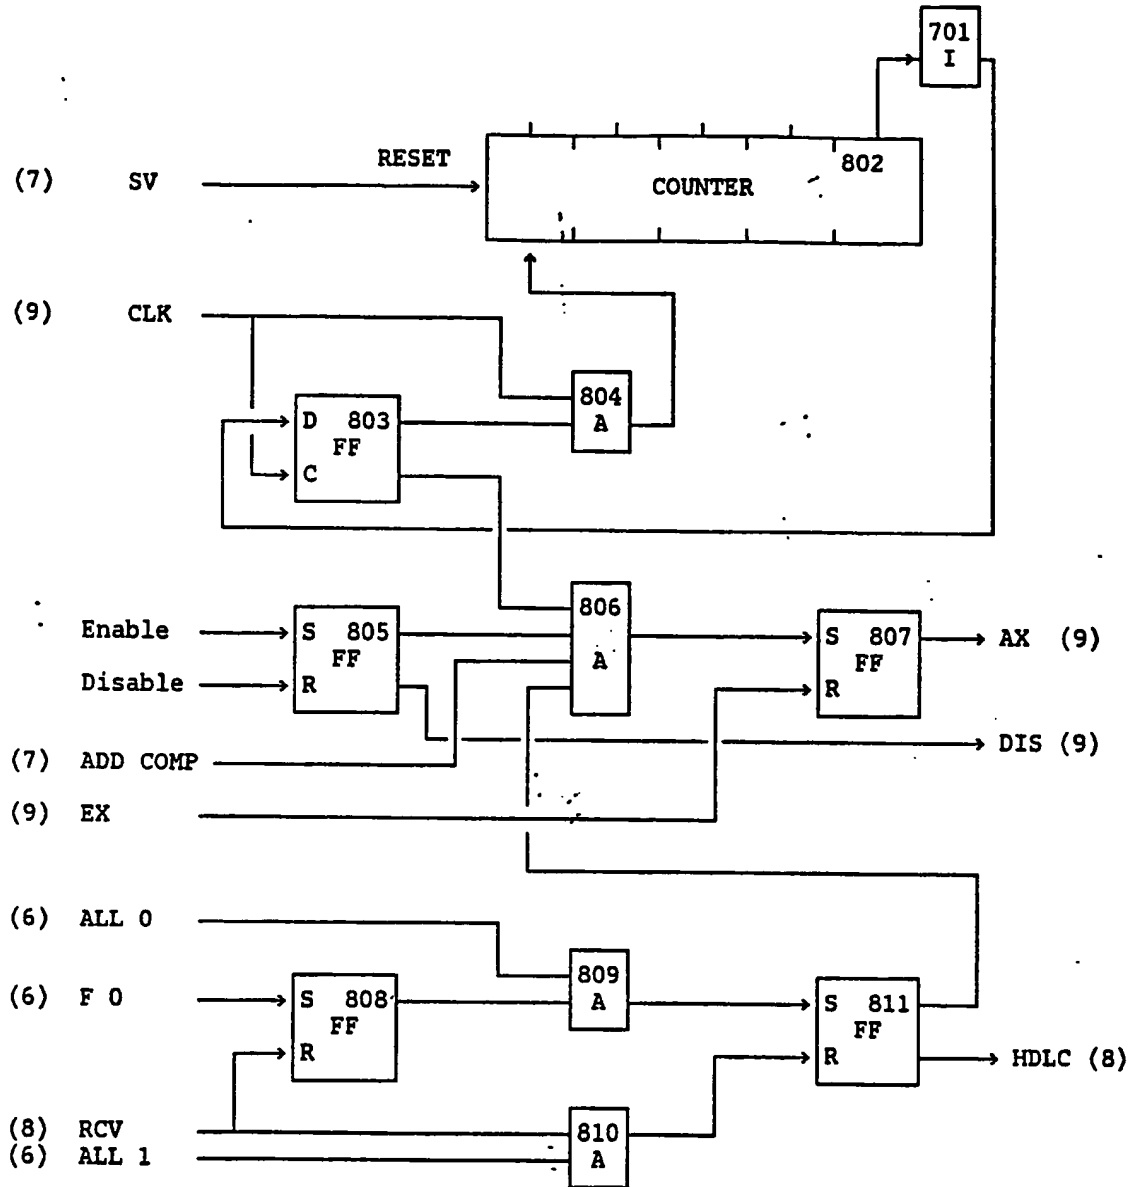 701
I
802
RESET
(7) SV
COUNTER
(9) CLK
804
A
D 803
FF
C
806
A
Enable
S 805
FF
Disable
R
S 807
FF
R
AX (9)
DIS (9)
(7) ADD COMP
(9) EX
(6) ALL 0
809
A
(6) F 0
S 808
FF
R
S 811
FF
R
HDLC (8)
(8) RCV
(6) ALL 1
810
A